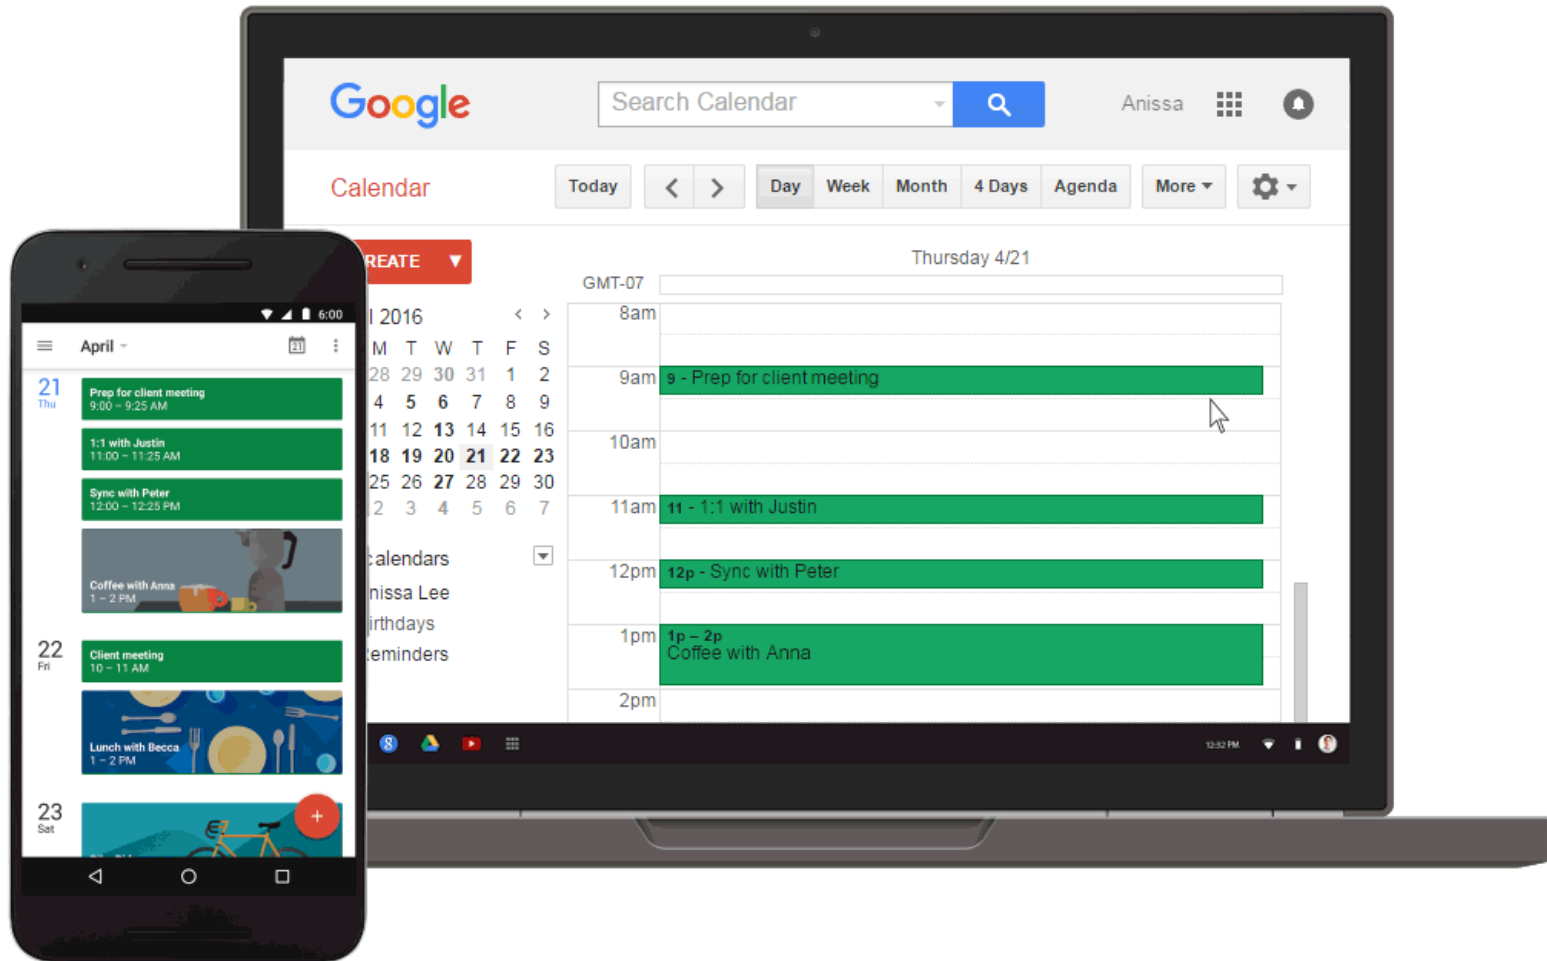 Google
Search Calendar
Anissa
Calendar
Today
Day Week Month 4 Days Agenda
More
REATE
2016
M T W T F S
28 29 30 31 1 2
4 5 6 7 8 9
11 12 13 14 15 16
18 19 20 21 22 23
25 26 27 28 29 30
2 3 4 5 6 7
calendars
nissa Lee
irthdays
eminders
Thursday 4/21
GMT-07
8am
9am 9 - Prep for client meeting
10am
11am 11 - 1:1 with Justin
12pm 12p - Sync with Peter
1pm 1p – 2p
Coffee with Anna
2pm
12:32 PM
6:00
April
21
21
Thu
Prep for client meeting
9:00 – 9:25 AM
1:1 with Justin
11:00 – 11:25 AM
Sync with Peter
12:00 – 12:25 PM
Coffee with Anna
1 – 2 PM
22
Fri
Client meeting
10 – 11 AM
Lunch with Becca
1 – 2 PM
23
Sat